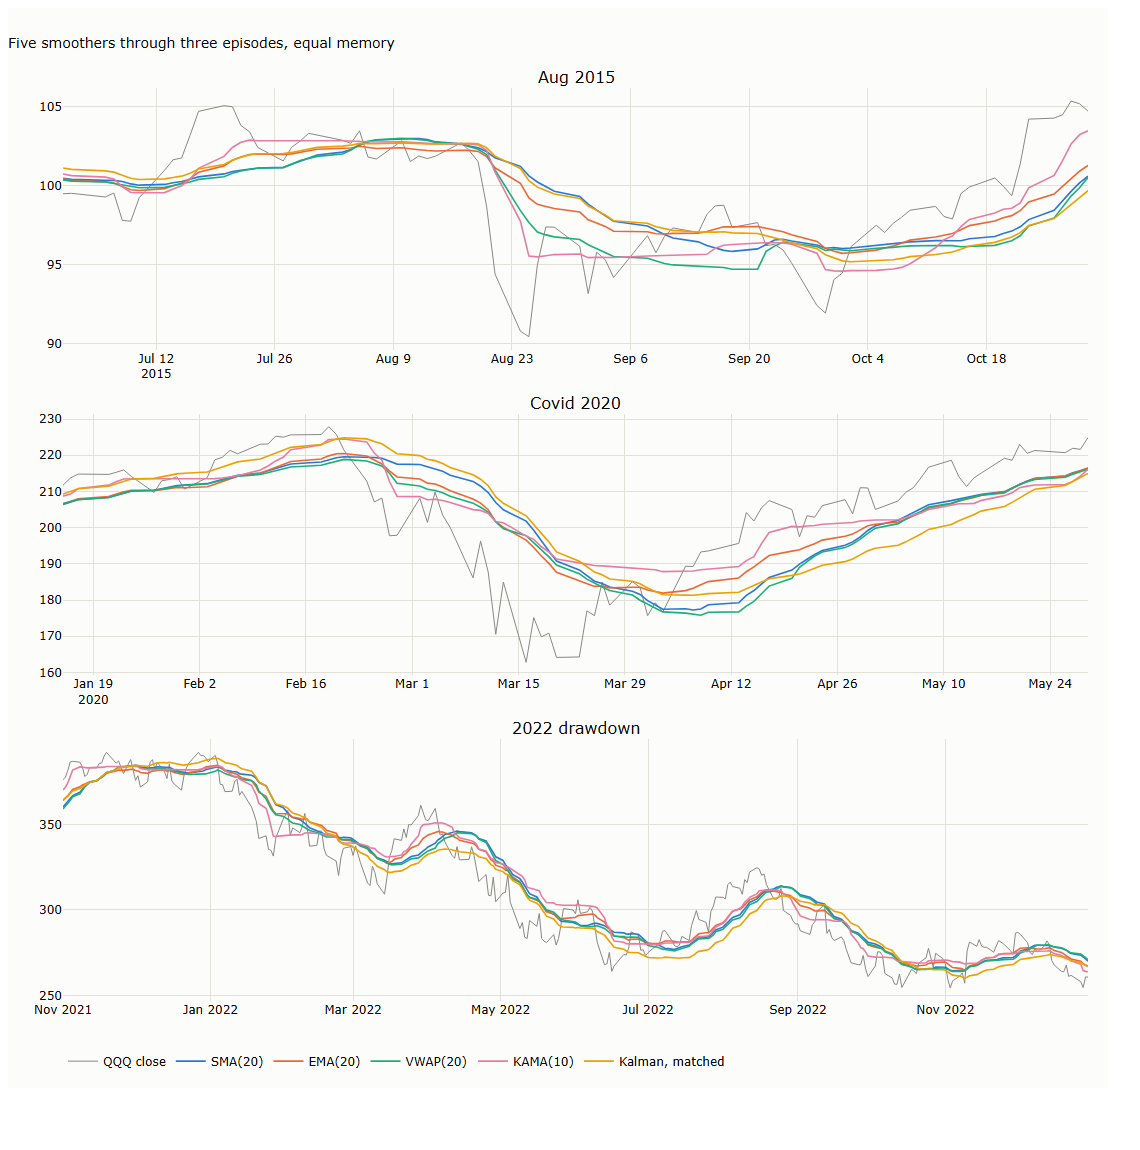 Five smoothers through three episodes, equal memory
Aug 2015
105
100
95
90
Jul 12 Jul 26 Aug 9 Aug 23 Sep 6 Sep 20 Oct 4 Oct 18
2015
Covid 2020
230
220
210
200
190
180
170
160
Jan 19 Feb 2 Feb 16 Mar 1 Mar 15 Mar 29 Apr 12 Apr 26 May 10 May 24
2020
2022 drawdown
350
300
250
Nov 2021 Jan 2022 Mar 2022 May 2022 Jul 2022 Sep 2022 Nov 2022
QQQ close SMA(20) EMA(20) VWAP(20) KAMA(10) Kalman, matched